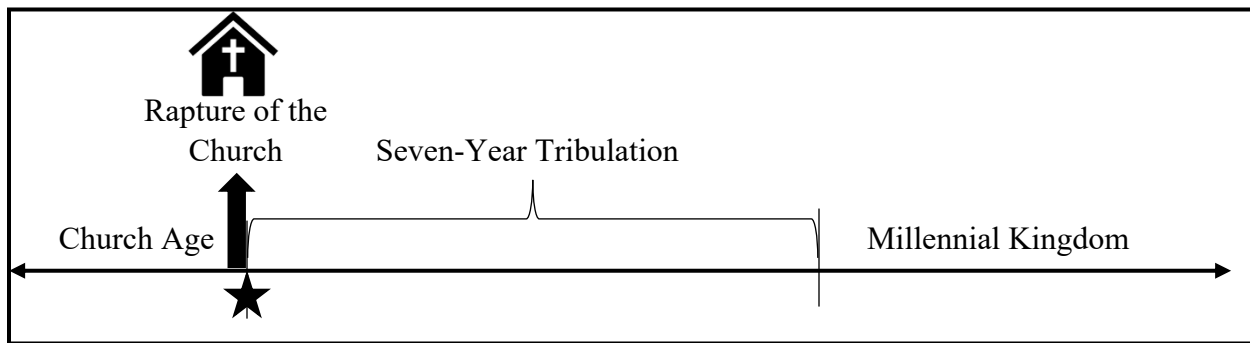 Rapture of the
Church
Seven-Year Tribulation
Church Age
Millennial Kingdom